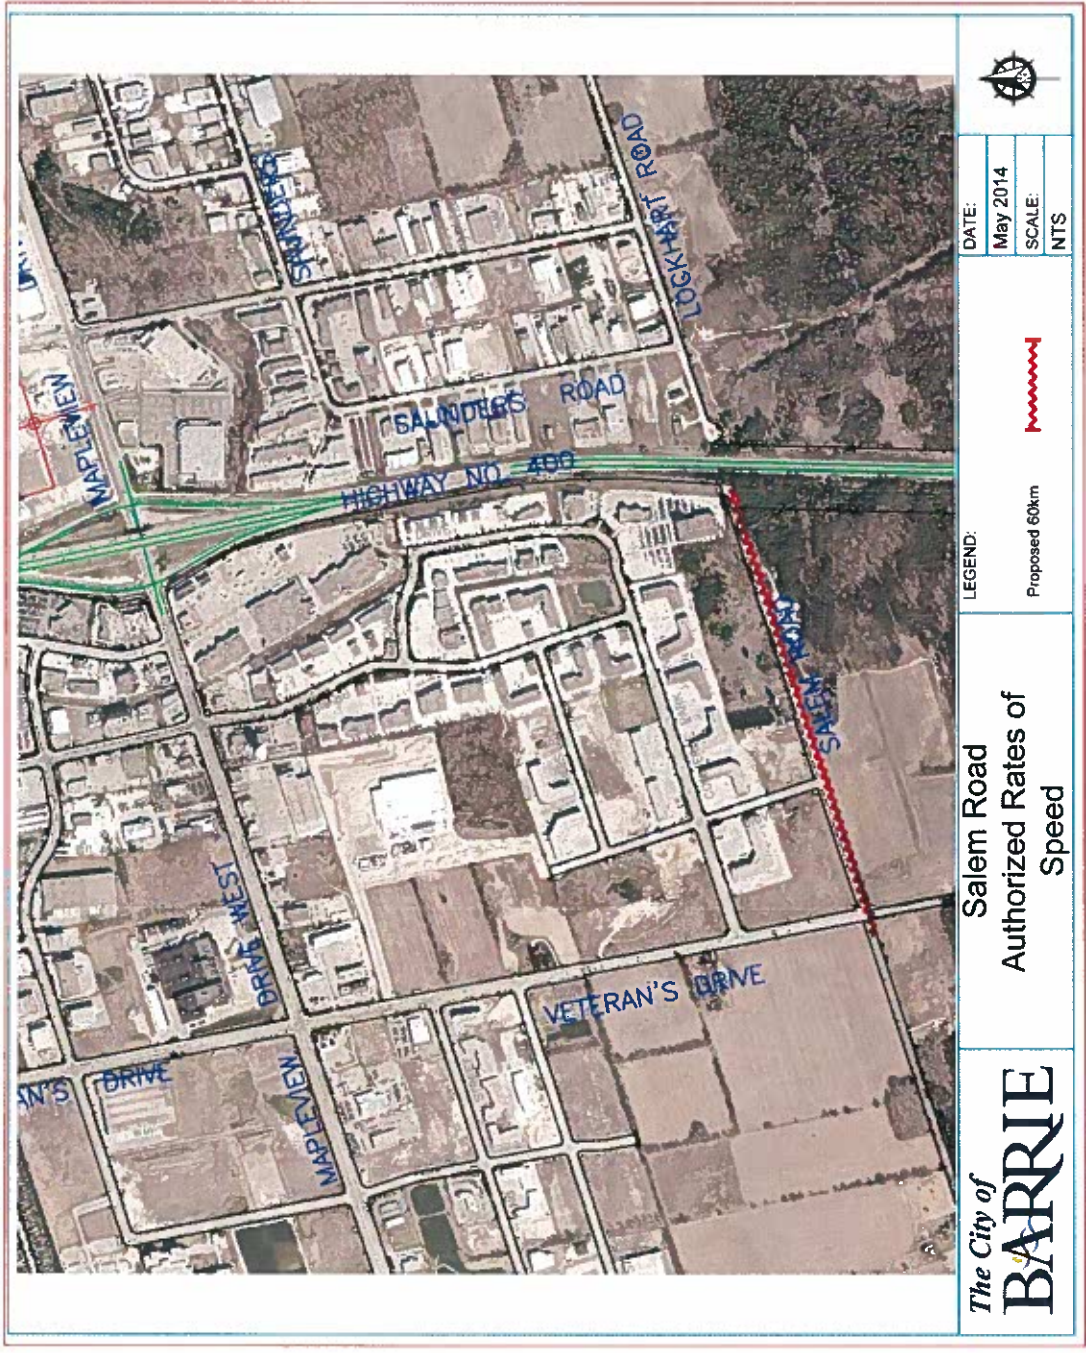 MAPLEVIEW
SAUNDERS
LOCKHART ROAD
SAUNDERS ROAD
HIGHWAY NO. 400
SALEM ROAD
DRIVE WEST
VETERAN'S DRIVE
AN'S DRIVE
MAPLEVIEW
The City of
BARRIE
Salem Road
Authorized Rates of
Speed
LEGEND:
Proposed 60km
DATE:
May 2014
SCALE:
NTS